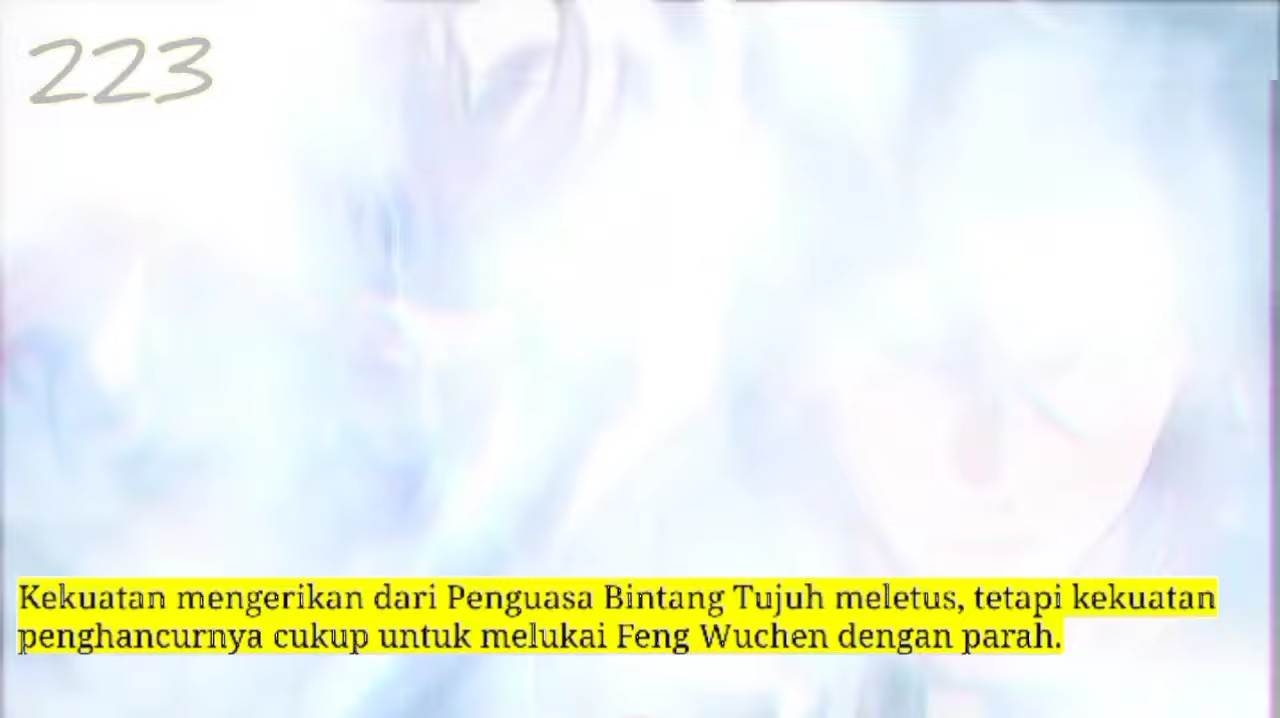 223
Kekuatan mengerikan dari Penguasa Bintang Tujuh meletus, tetapi kekuatan
penghancurnya cukup untuk melukai Feng Wuchen dengan parah.